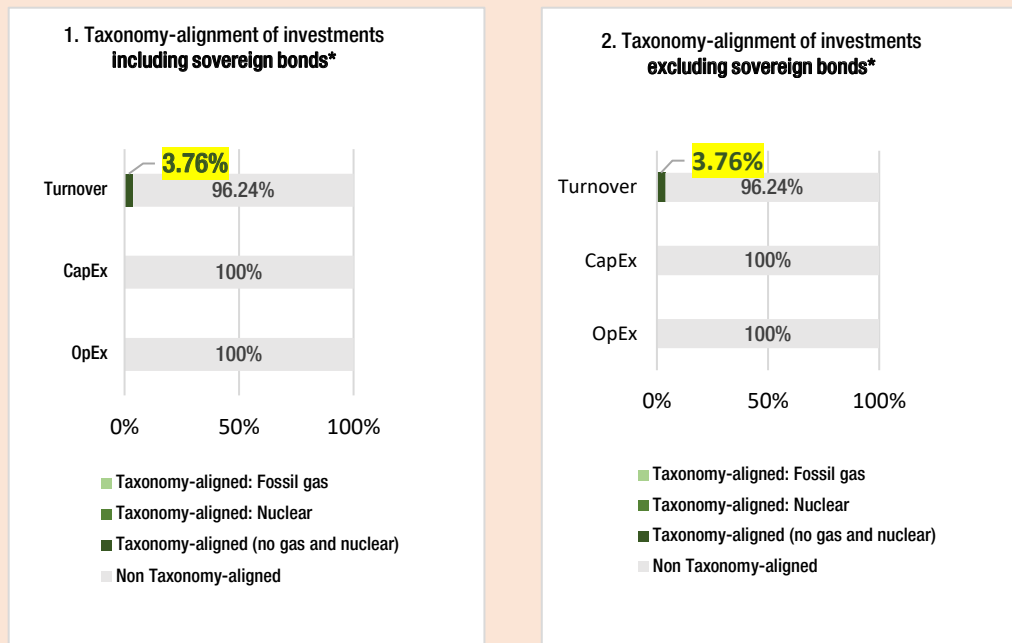 1. Taxonomy-alignment of investments
including sovereign bonds*
3.76%
Turnover
96.24%
CapEx
100%
OpEx
100%
0% 50% 100%
Taxonomy-aligned: Fossil gas
Taxonomy-aligned: Nuclear
Taxonomy-aligned (no gas and nuclear)
Non Taxonomy-aligned
2. Taxonomy-alignment of investments
excluding sovereign bonds*
3.76%
Turnover
96.24%
CapEx
100%
OpEx
100%
0% 50% 100%
Taxonomy-aligned: Fossil gas
Taxonomy-aligned: Nuclear
Taxonomy-aligned (no gas and nuclear)
Non Taxonomy-aligned